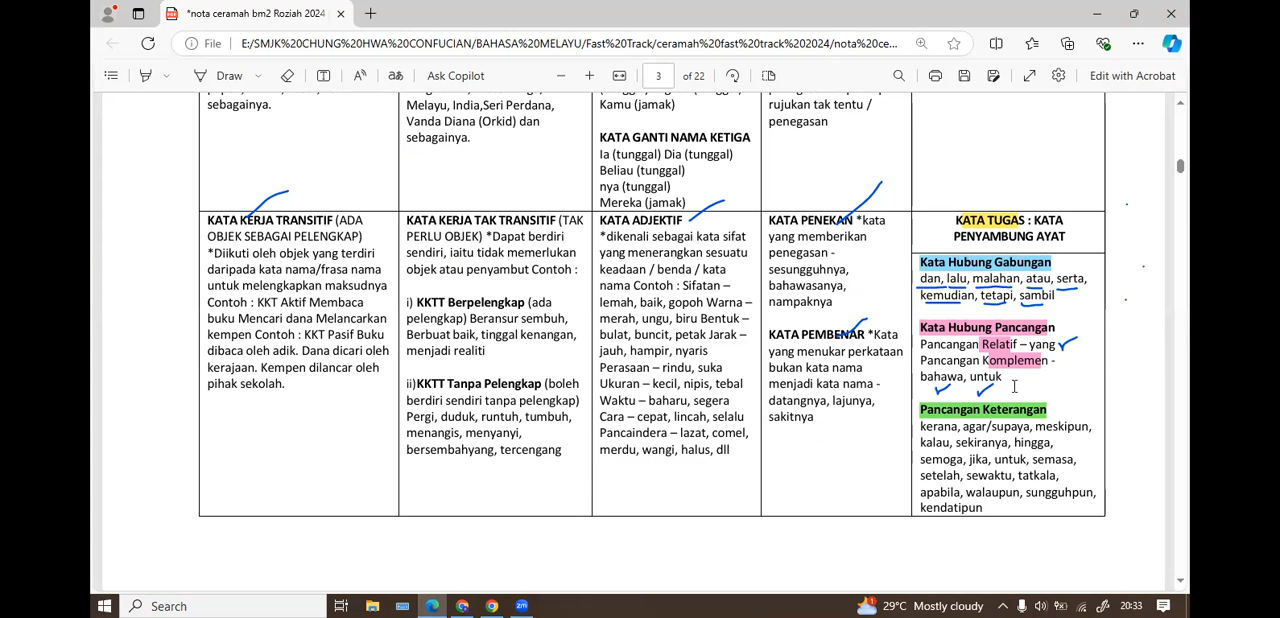 *nota ceramah bm2 Roziah 2024
File
E:/SMJK%20CHUNG%20HWA%20CONFUCIAN/BAHASA%20MELAYU/Fast%20Track/ceramah%20fast%20track%202024/nota%20ce...
Draw
Ask Copilot
3
of 22
Edit with Acrobat
sebagainya.
Melayu, India,Seri Perdana,
Vanda Diana (Orkid) dan
sebagainya.
Kamu (jamak)
KATA GANTI NAMA KETIGA
Ia (tunggal) Dia (tunggal)
Beliau (tunggal)
nya (tunggal)
Mereka (jamak)
rujukan tak tentu /
penegasan
KATA KERJA TRANSITIF (ADA
OBJEK SEBAGAI PELENGKAP)
*Diikuti oleh objek yang terdiri
daripada kata nama/frasa nama
untuk melengkapkan maksudnya
Contoh : KKT Aktif Membaca
buku Mencari dana Melancarkan
kempen Contoh : KKT Pasif Buku
dibaca oleh adik. Dana dicari oleh
kerajaan. Kempen dilancar oleh
pihak sekolah.
KATA KERJA TAK TRANSITIF (TAK
PERLU OBJEK) *Dapat berdiri
sendiri, iaitu tidak memerlukan
objek atau penyambut Contoh :
i) KKTT Berpelengkap (ada
pelengkap) Beransur sembuh,
Berbuat baik, tinggal kenangan,
menjadi realiti
ii)KKTT Tanpa Pelengkap (boleh
berdiri sendiri tanpa pelengkap)
Pergi, duduk, runtuh, tumbuh,
menangis, menyanyi,
bersembahyang, tercengang
KATA ADJEKTIF
*dikenali sebagai kata sifat
yang menerangkan sesuatu
keadaan / benda / kata
nama Contoh : Sifatan –
lemah, baik, gopoh Warna –
merah, ungu, biru Bentuk –
bulat, buncit, petak Jarak –
jauh, hampir, nyaris
Perasaan – rindu, suka
Ukuran – kecil, nipis, tebal
Waktu – baharu, segera
Cara – cepat, lincah, selalu
Pancaindera – lazat, comel,
merdu, wangi, halus, dll
KATA PENEKAN *kata
yang memberikan
penegasan -
sesungguhnya,
bahawasanya,
nampaknya
KATA PEMBENAR *Kata
yang menukar perkataan
bukan kata nama
menjadi kata nama -
datangnya, lajunya,
sakitnya
KATA TUGAS : KATA
PENYAMBUNG AYAT
Kata Hubung Gabungan
dan, lalu, malahan, atau, serta,
kemudian, tetapi, sambil
Kata Hubung Pancangan
Pancangan Relatif – yang
Pancangan Komplemen -
bahawa, untuk
Pancangan Keterangan
kerana, agar/supaya, meskipun,
kalau, sekiranya, hingga,
semoga, jika, untuk, semasa,
setelah, sewaktu, tatkala,
apabila, walaupun, sungguhpun,
kendatipun
Search
29°C Mostly cloudy
20:33